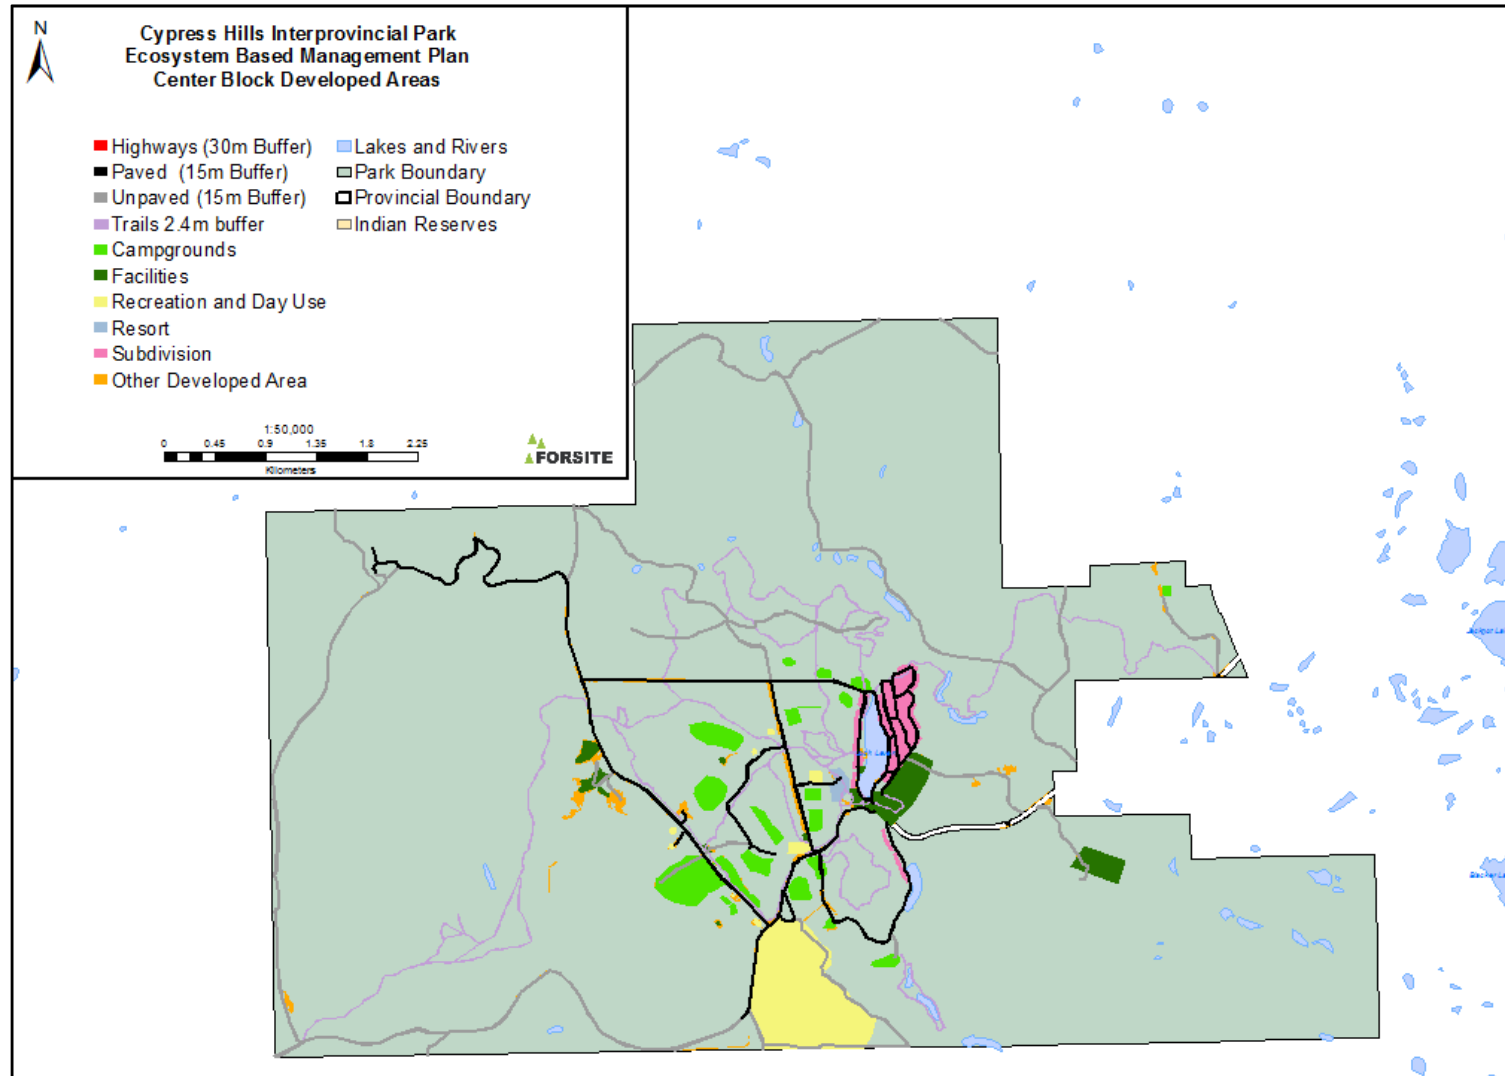 N
Cypress Hills Interprovincial Park
Ecosystem Based Management Plan
Center Block Developed Areas
Highways (30m Buffer)
Paved (15m Buffer)
Unpaved (15m Buffer)
Trails 2.4m buffer
Campgrounds
Facilities
Recreation and Day Use
Resort
Subdivision
Other Developed Area
Lakes and Rivers
Park Boundary
Provincial Boundary
Indian Reserves
1:50,000
0 0.45 0.9 1.35 1.8 2.25
Kilometers
FORSITE